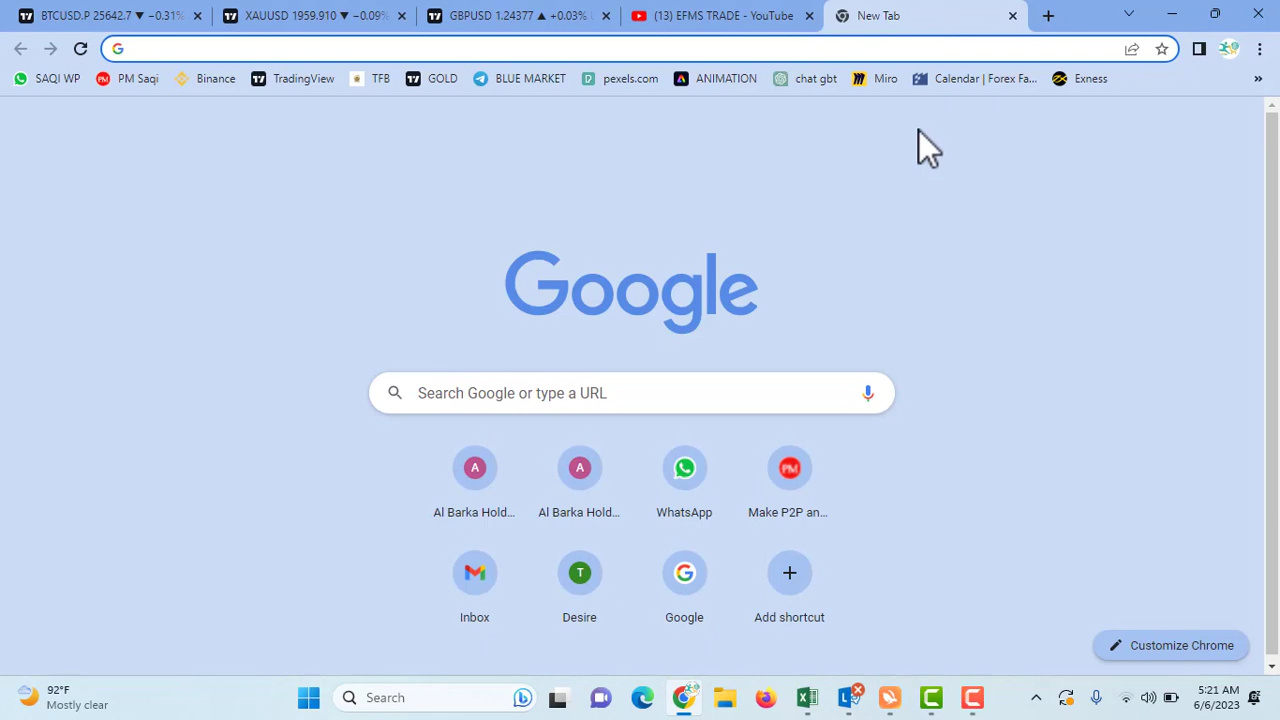 BTCUSD.P 25642.7 ▼ −0.31%
XAUUSD 1959.910 ▼ −0.09%
GBPUSD 1.24377 ▲ +0.03%
(13) EFMS TRADE - YouTube
New Tab
SAQI WP
PM Saqi
Binance
TradingView
TFB
GOLD
BLUE MARKET
pexels.com
ANIMATION
chat gbt
Miro
Calendar | Forex Fa...
Exness
»
Google
Search Google or type a URL
A
A
PM
Al Barka Hold...
Al Barka Hold...
WhatsApp
Make P2P an...
T
Inbox
Desire
Google
Add shortcut
Customize Chrome
92°F
Mostly clear
Search
5:21 AM
6/6/2023